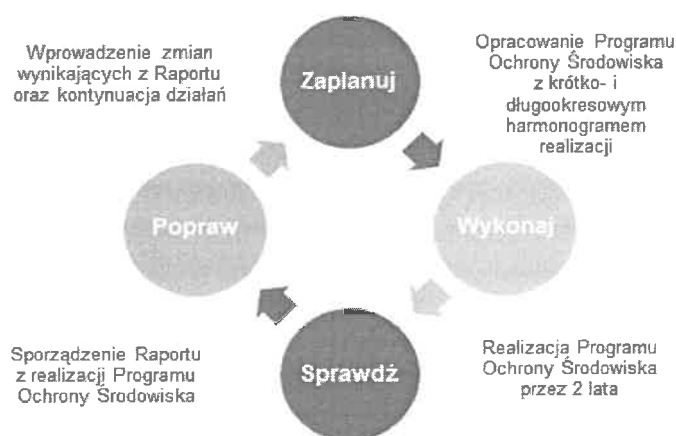 Wprowadzenie zmian
wynikających z Raportu
oraz kontynuacja działań
Zaplanuj
Opracowanie Programu
Ochrony Środowiska
z krótko- i
długookresowym
harmonogramem
realizacji
Popraw
Wykonaj
Sporządzenie Raportu
z realizacji Programu
Ochrony Środowiska
Sprawdź
Realizacja Programu
Ochrony Środowiska
przez 2 lata